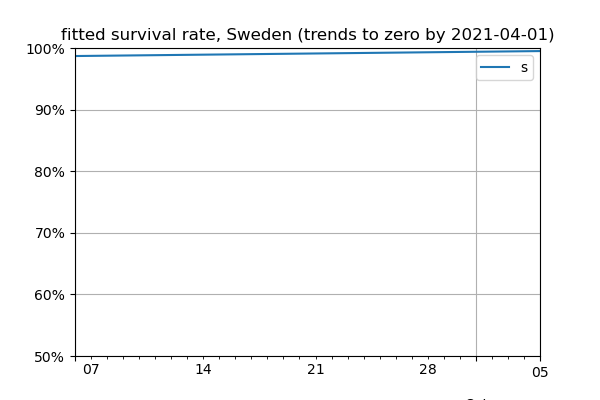 fitted survival rate, Sweden (trends to zero by 2021-04-01)
100%
s
90%
80%
70%
60%
50%
07 14 21 28 05